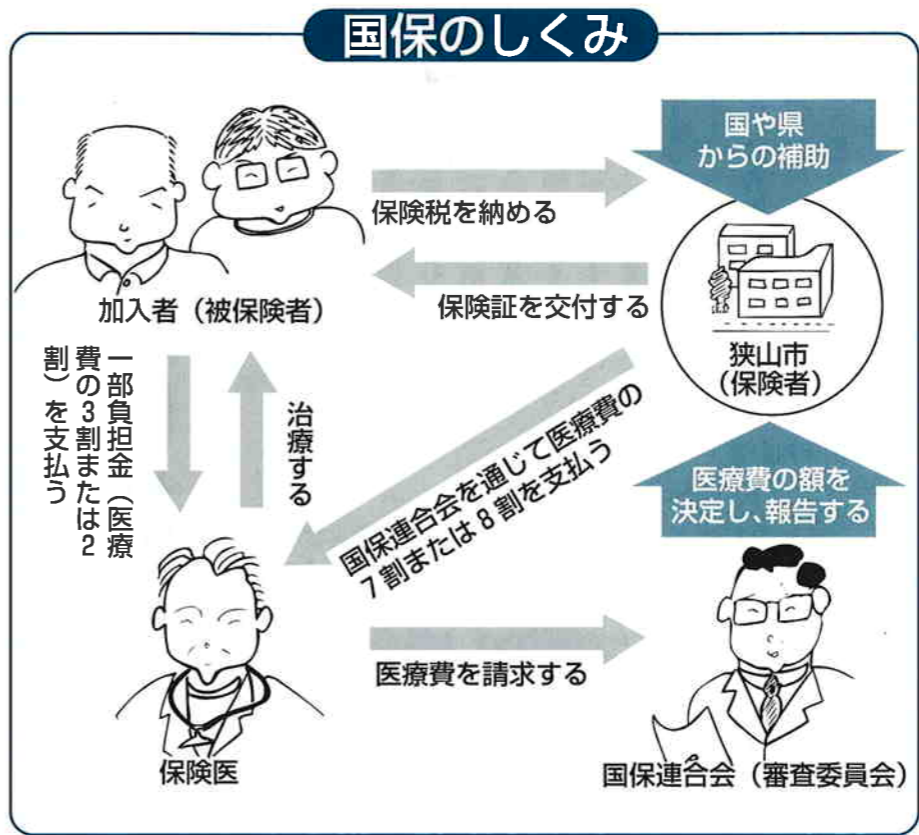 国保のしくみ
国や県
からの補助
保険税を納める
加入者（被保険者）
保険証を交付する
狭山市
（保険者）
一部負担金（医療
費の3割または2
割）を支払う
治療する
国保連合会を通じて医療費の
7割または8割を支払う
医療費の額を
決定し、報告する
医療費を請求する
保険医
国保連合会（審査委員会）